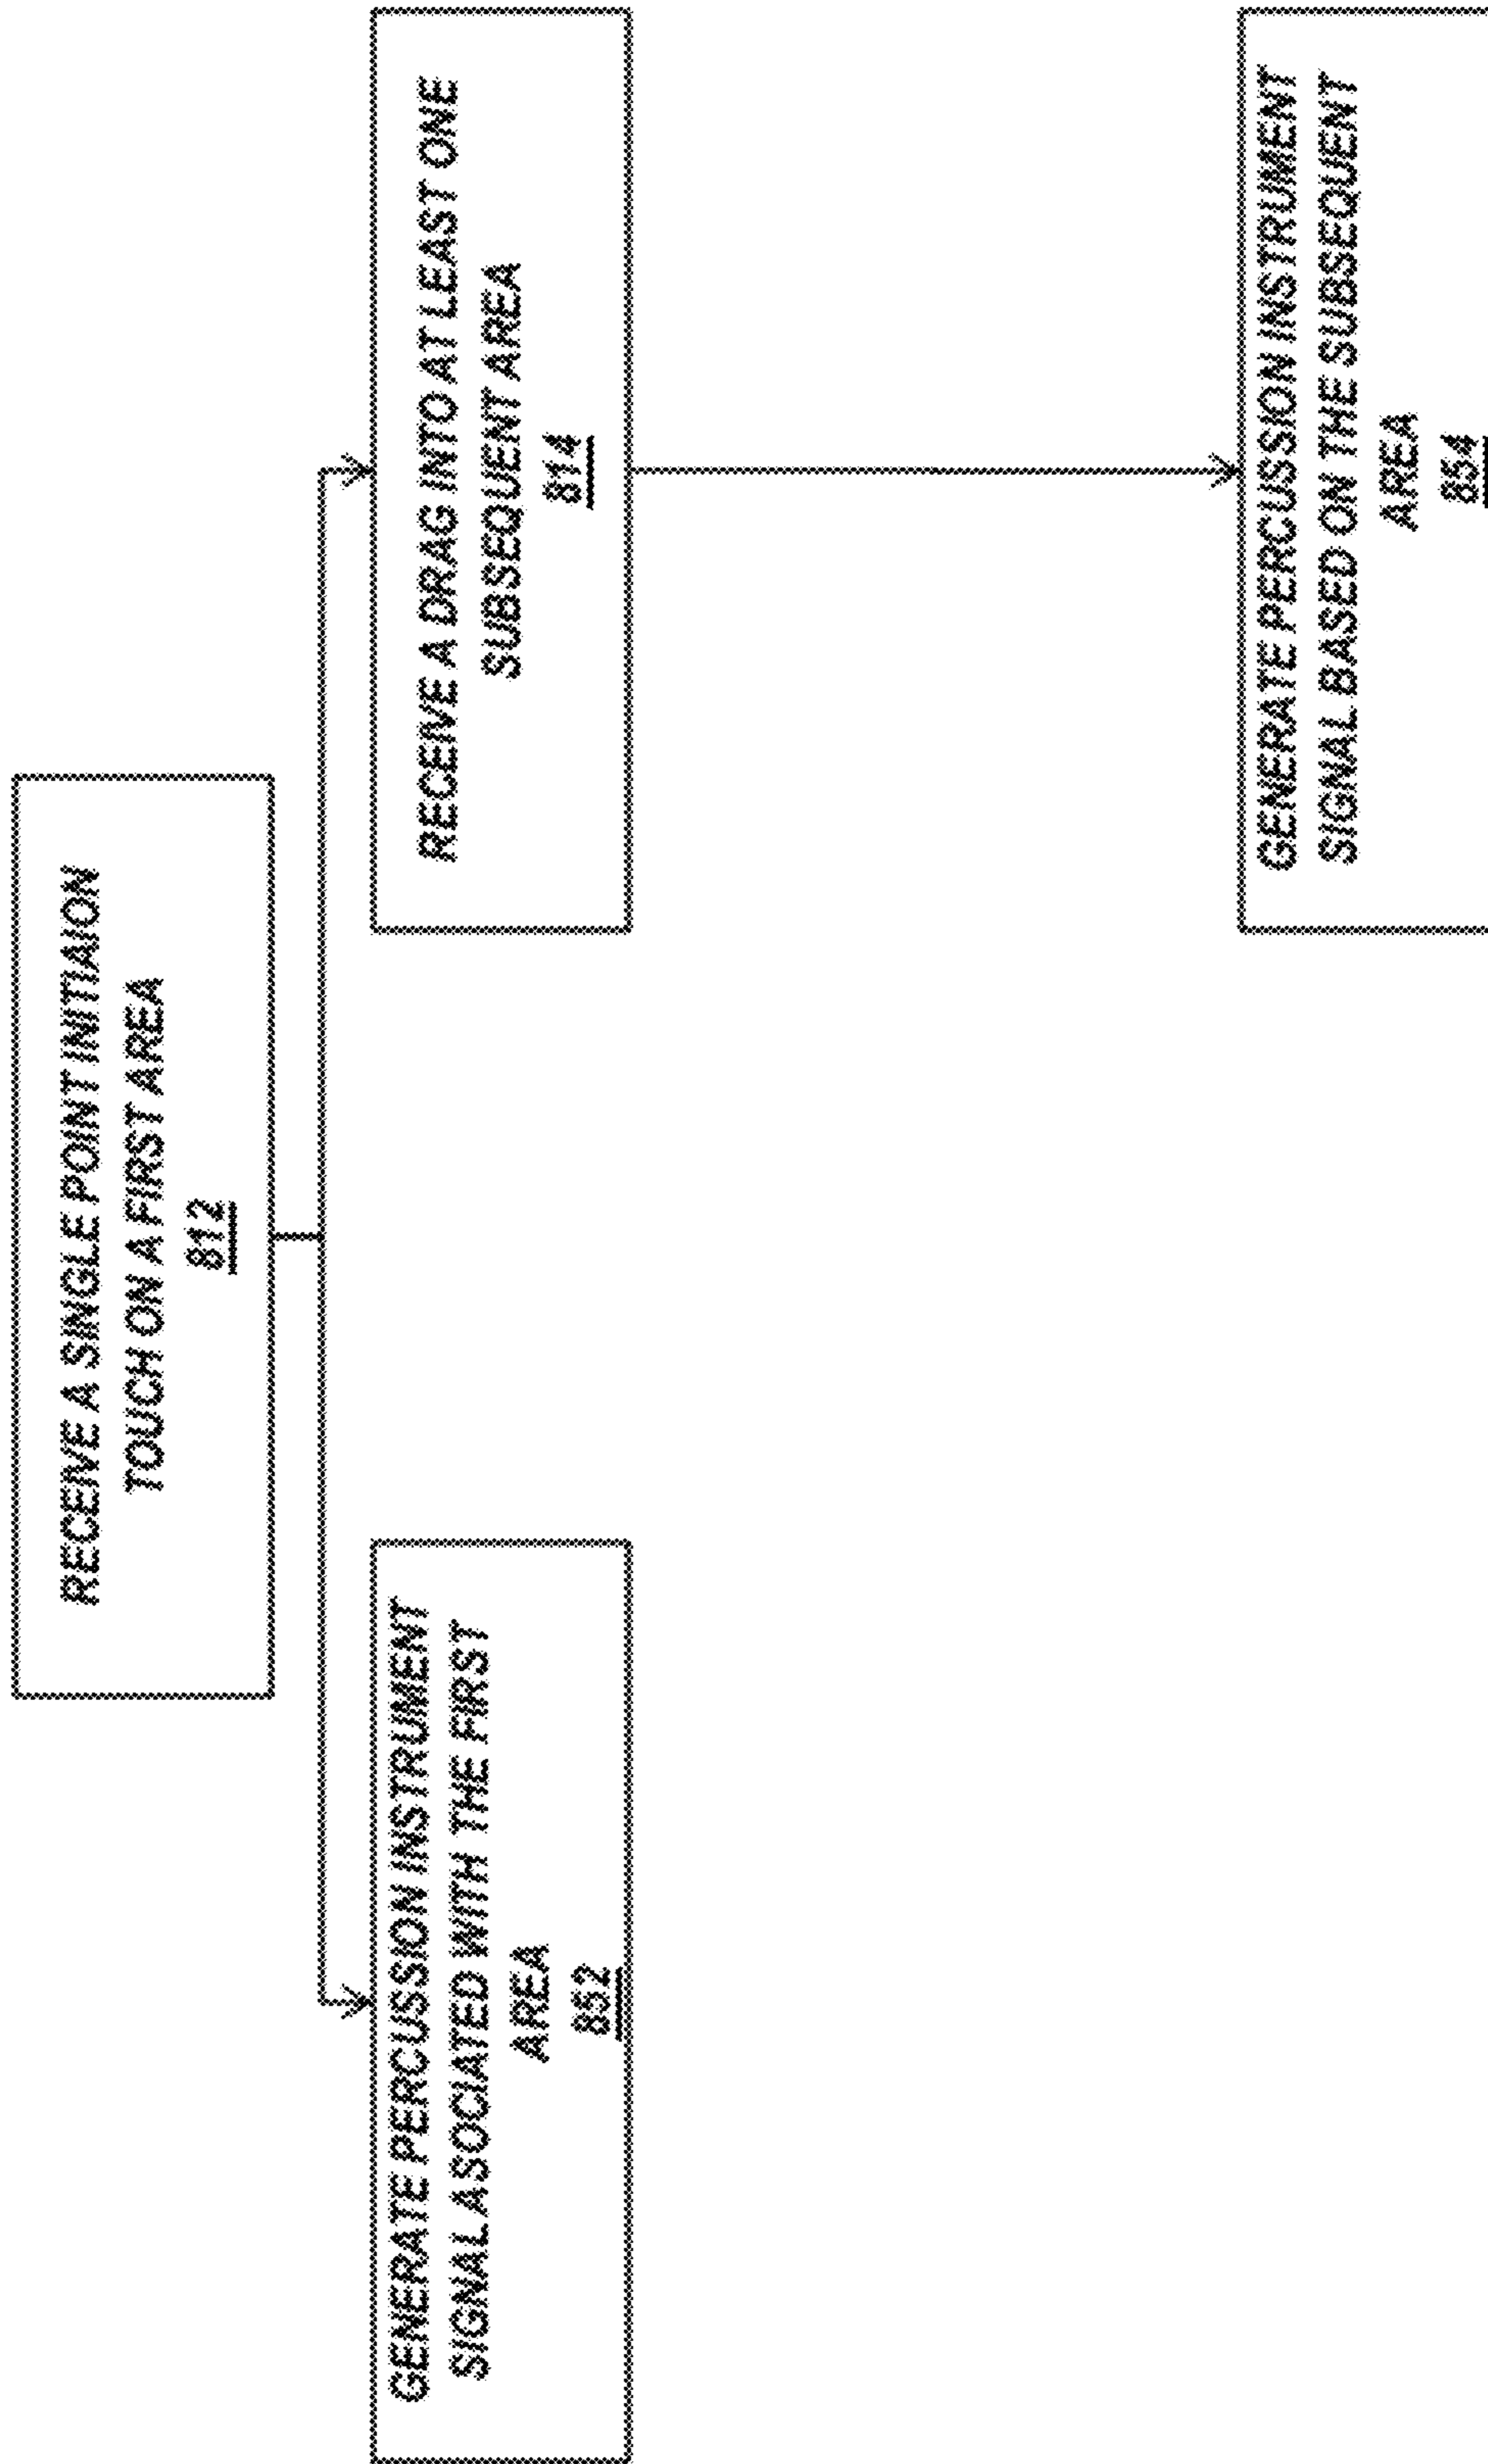 RECEIVE A SINGLE POINT INITIAION
TOUCH ON A FIRST AREA
812
GENERATE PERCUSSION INSTRUMENT
SIGNAL ASOCIATED WITH THE FIRST
AREA
852
RECEIVE A DRAG INTO AT LEAST ONE
SUBSEQUENT AREA
814
GENERATE PERCUSSION INSTRUMENT
SIGNAL BASED ON THE SUBSEQUENT
AREA
854